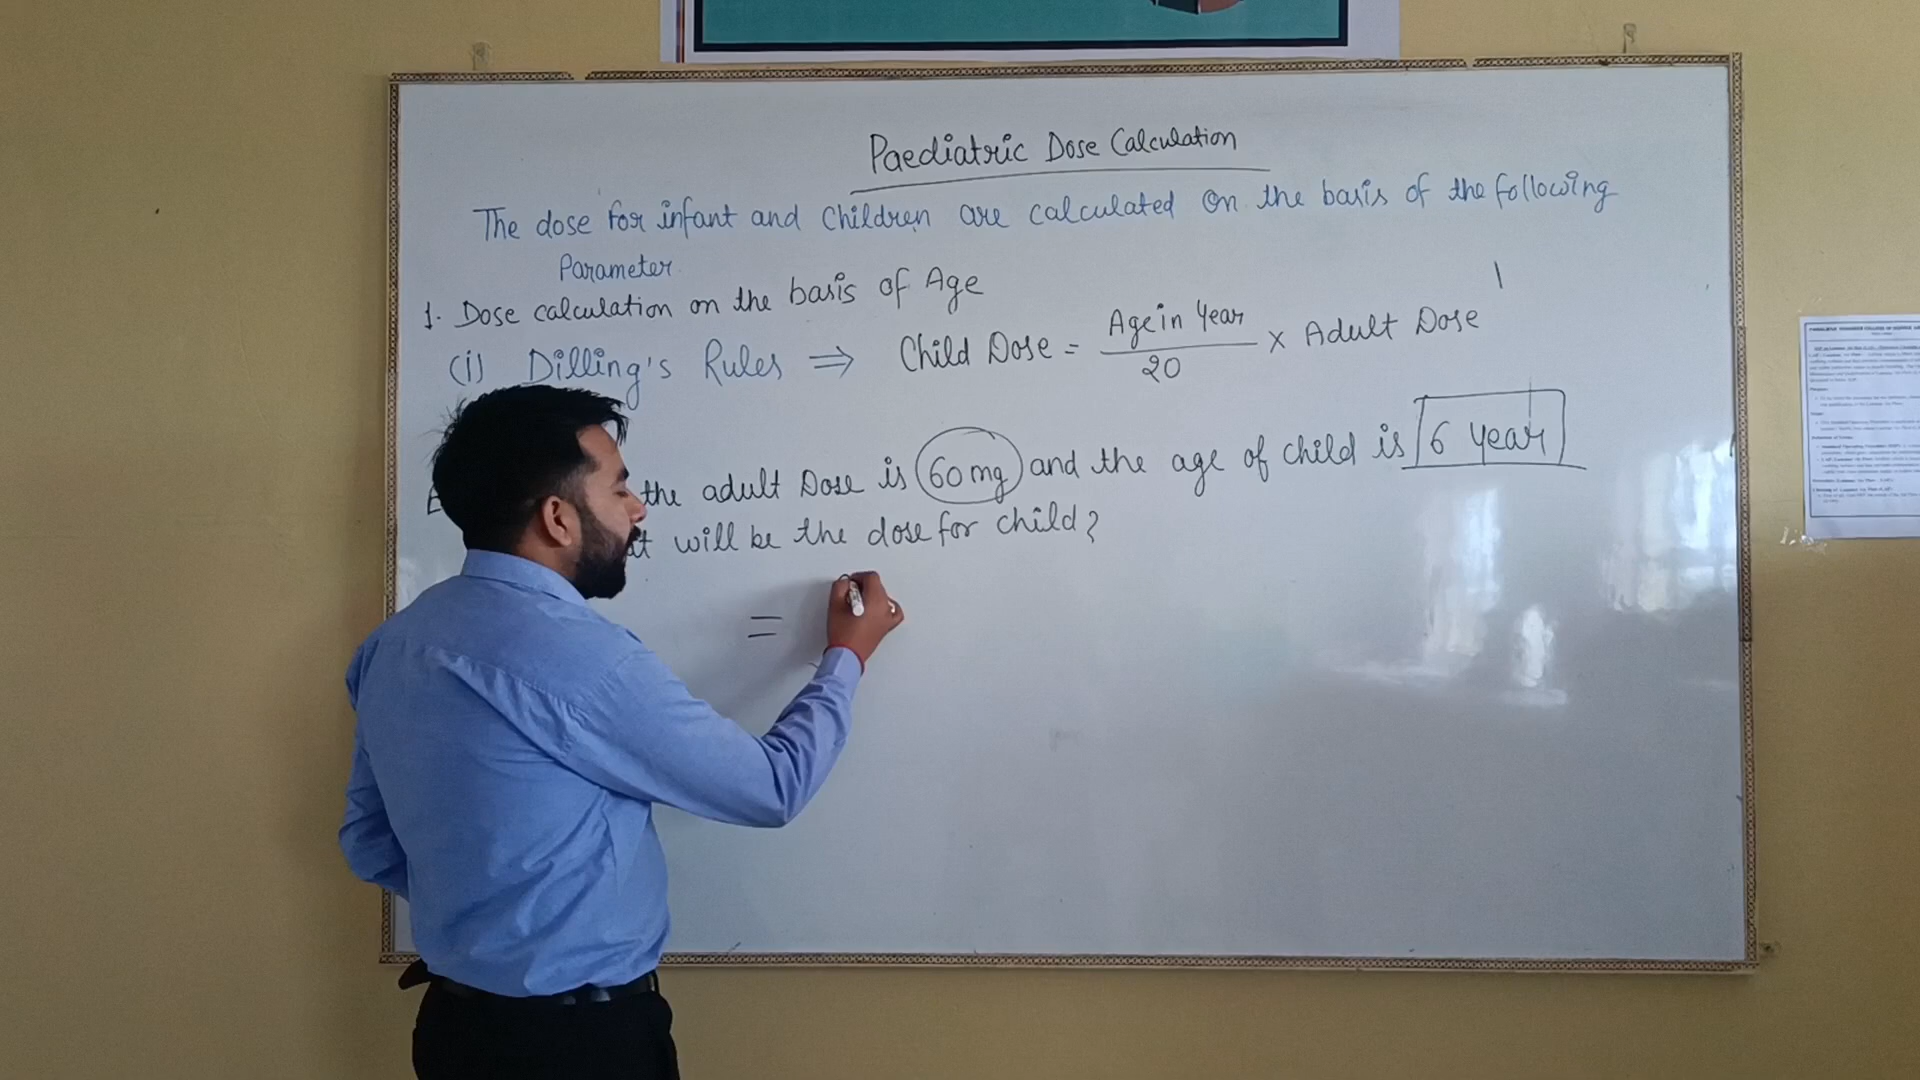 Paediatric Dose Calculation
The dose for infant and children are calculated on the basis of the following
Parameter
1. Dose calculation on the basis of Age
(i) Dilling's Rules ⇒ Child Dose = Age in Year / 20 × Adult Dose
the adult Dose is 60 mg and the age of child is 6 year
will be the dose for child?
=